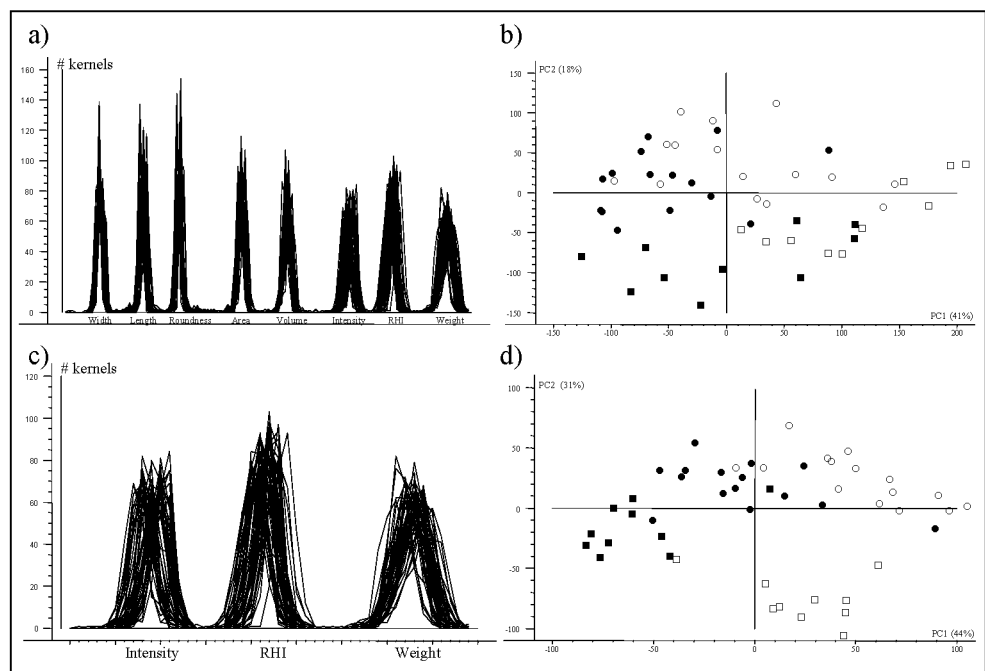 a)
# kernels
160
140
120
100
80
60
40
20
0
Width Length Roundness Area Volume Intensity RHI Weight
b)
PC2 (18%)
150
100
50
0
-50
-100
-150
-150 -100 -50 0 50 100 150 200
PC1 (41%)
c)
# kernels
120
100
80
60
40
20
0
Intensity RHI Weight
d)
PC2 (31%)
100
50
0
-50
-100
-100 -50 0 50 100
PC1 (44%)